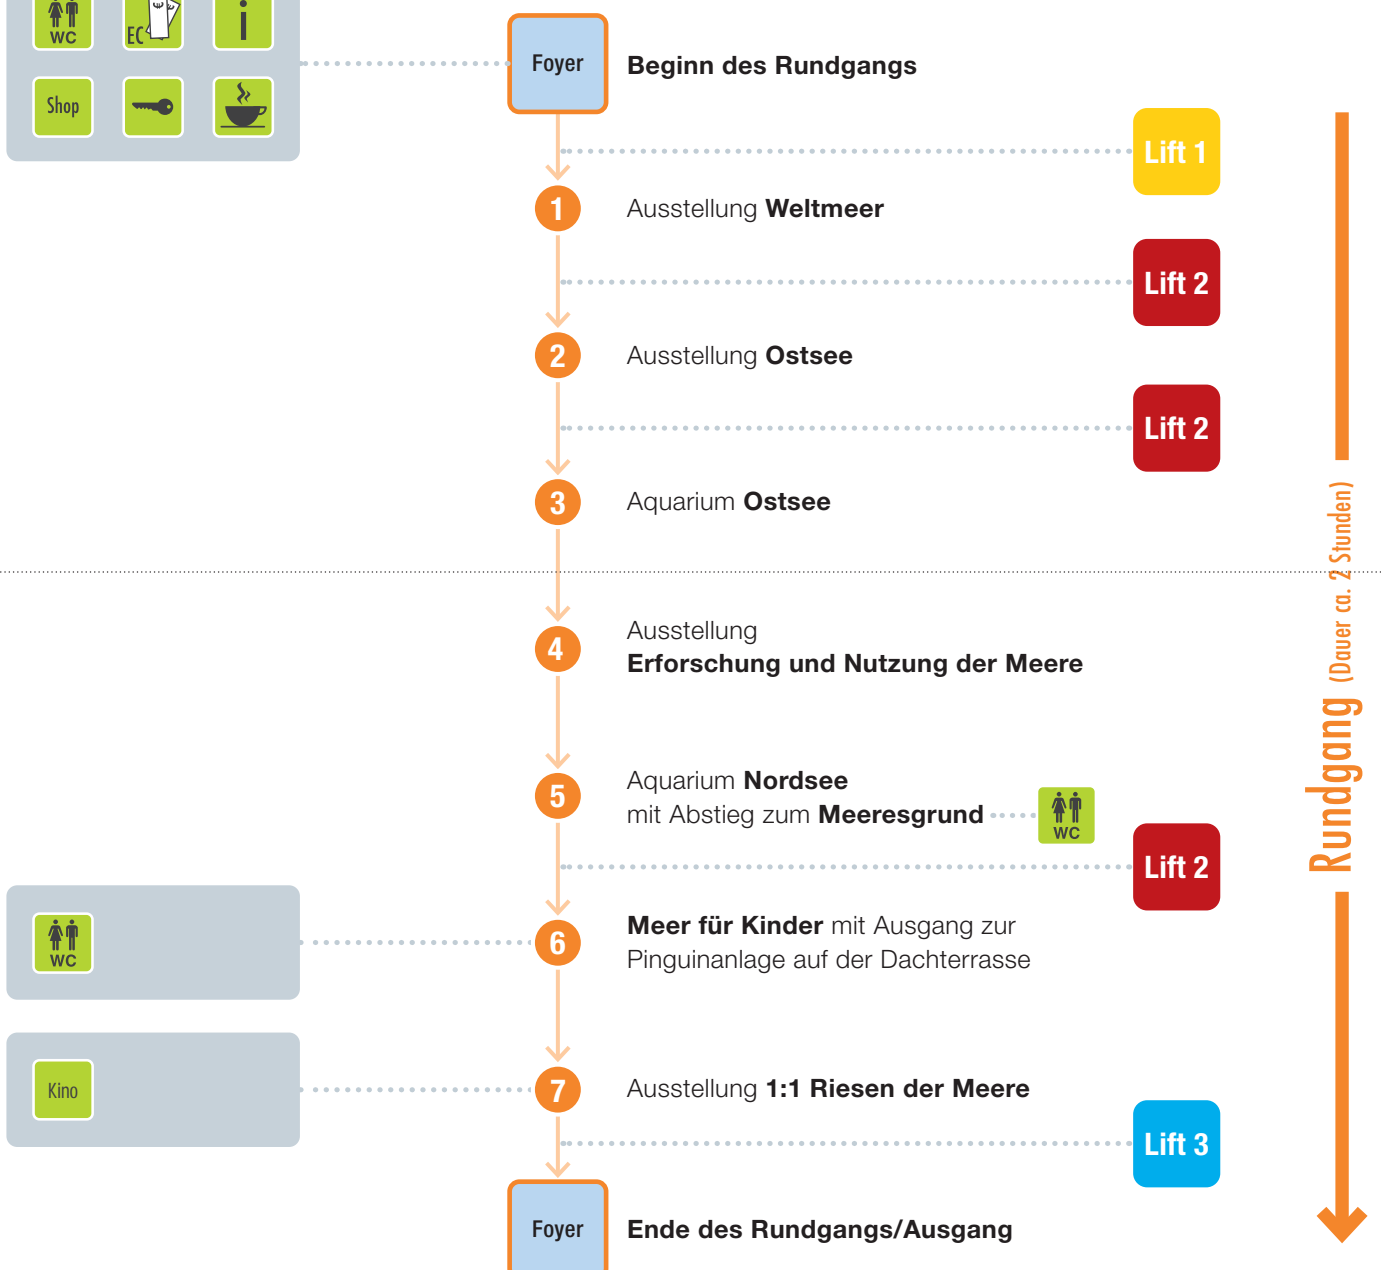 WC
EC
i
Shop
Foyer
Beginn des Rundgangs
Lift 1
1
Ausstellung Weltmeer
Lift 2
2
Ausstellung Ostsee
Lift 2
3
Aquarium Ostsee
4
Ausstellung
Erforschung und Nutzung der Meere
5
Aquarium Nordsee
mit Abstieg zum Meeresgrund
WC
Lift 2
WC
6
Meer für Kinder mit Ausgang zur
Pinguinanlage auf der Dachterrasse
Kino
7
Ausstellung 1:1 Riesen der Meere
Lift 3
Foyer
Ende des Rundgangs/Ausgang
Rundgang (Dauer ca. 2 Stunden)